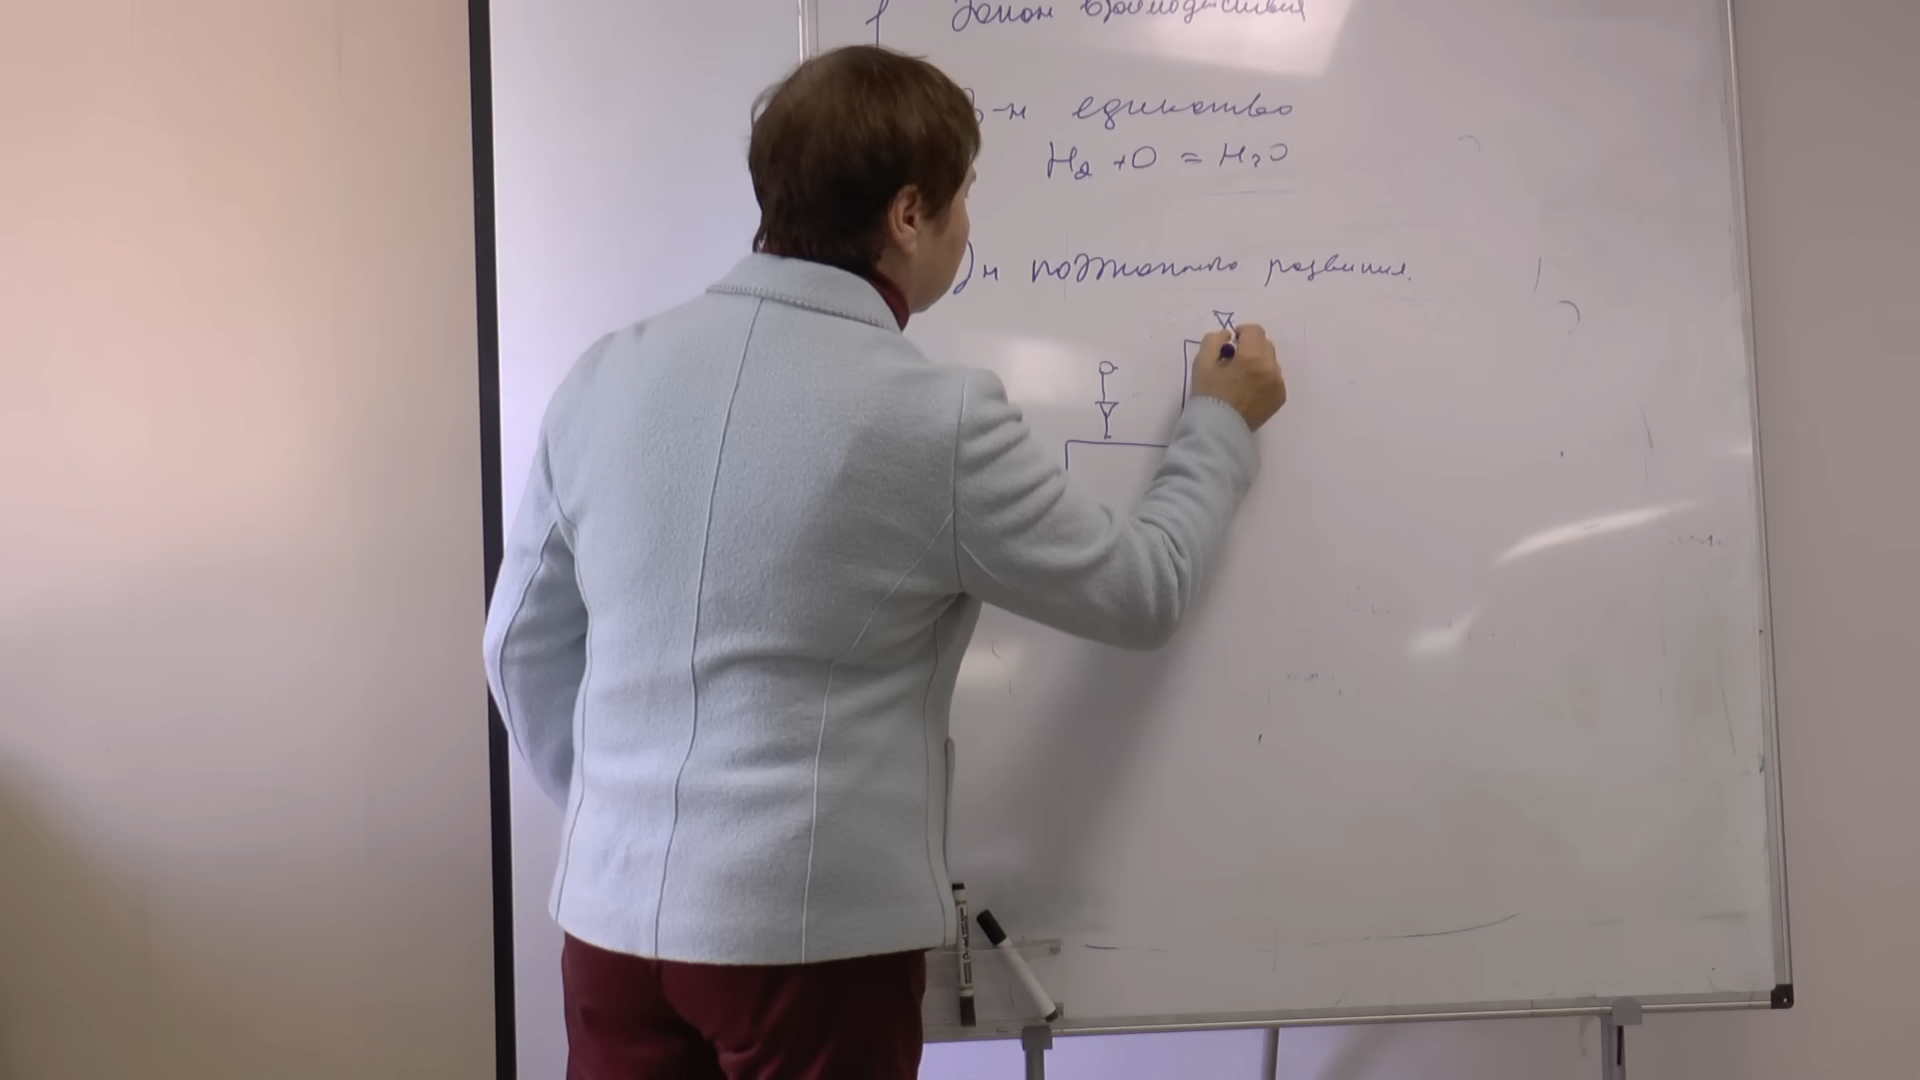 Закон взаимодействия
З-н единство
H2 + O = H2O
З-н поэтапного развития.